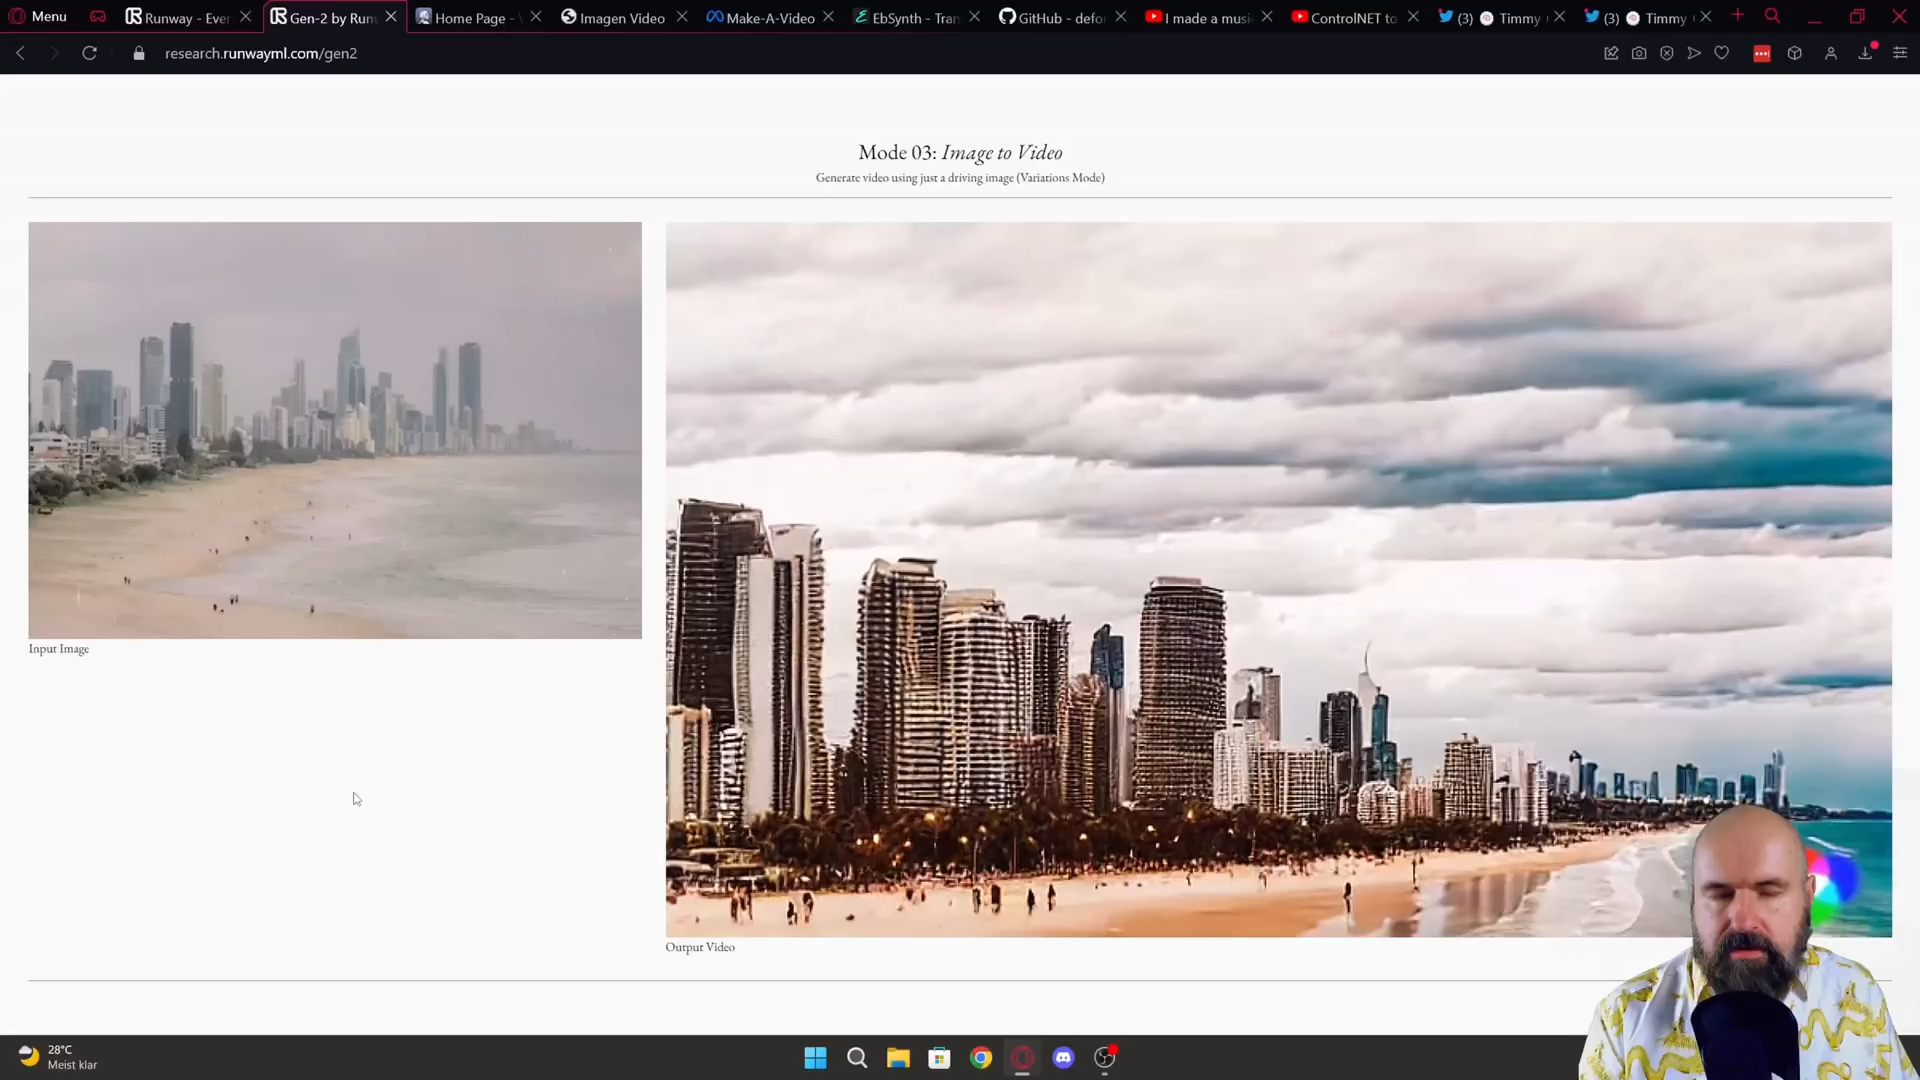 Menu
Runway - Ever
Gen-2 by Run
Home Page -
Imagen Video
Make-A-Video
EbSynth - Tran
GitHub - defor
I made a musi
ControlNET to
(3)
Timmy
(3)
Timmy
research.runwayml.com/gen2
Mode 03: Image to Video
Generate video using just a driving image (Variations Mode)
Input Image
Output Video
28°C
Meist klar